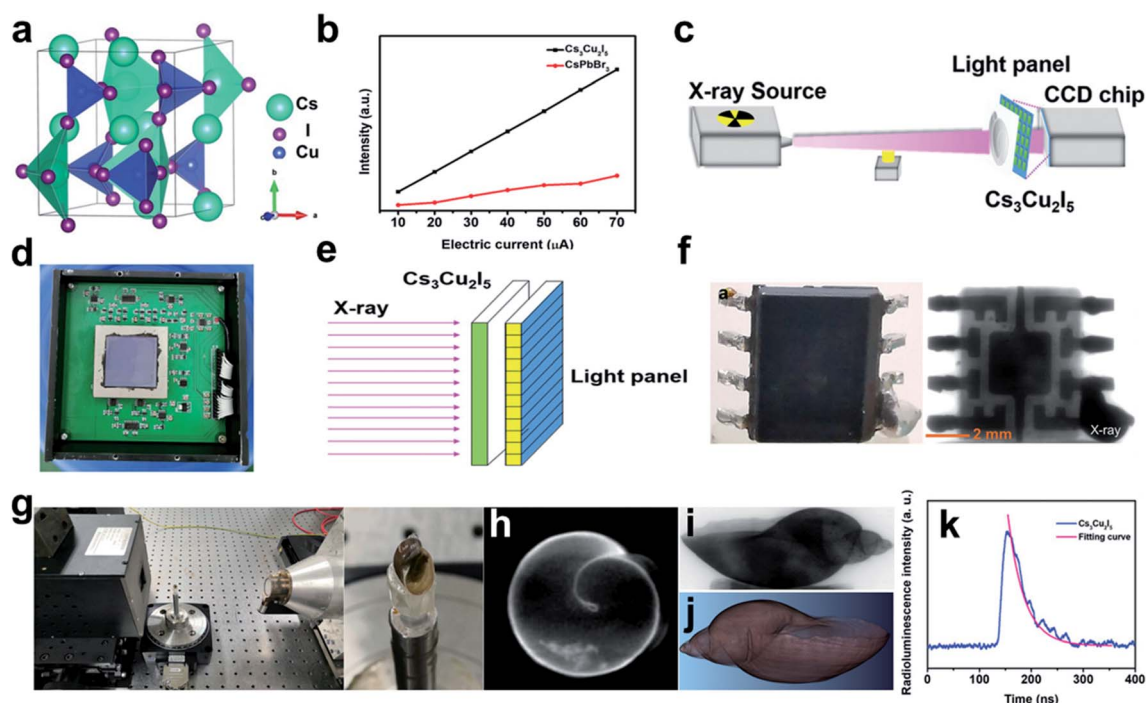 a
Cs
I
Cu
b
a
b
Intensity (a.u.)
Cs₃Cu₂I₅
CsPbBr₃
10 20 30 40 50 60 70
Electric current (μA)
c
X-ray Source
Light panel
CCD chip
Cs₃Cu₂I₅
d
e
Cs₃Cu₂I₅
X-ray
Light panel
f
a
2 mm
X-ray
g
h
i
j
k
Radioluminescence intensity (a. u.)
Cs₃Cu₂I₅
Fitting curve
0 100 200 300 400
Time (ns)